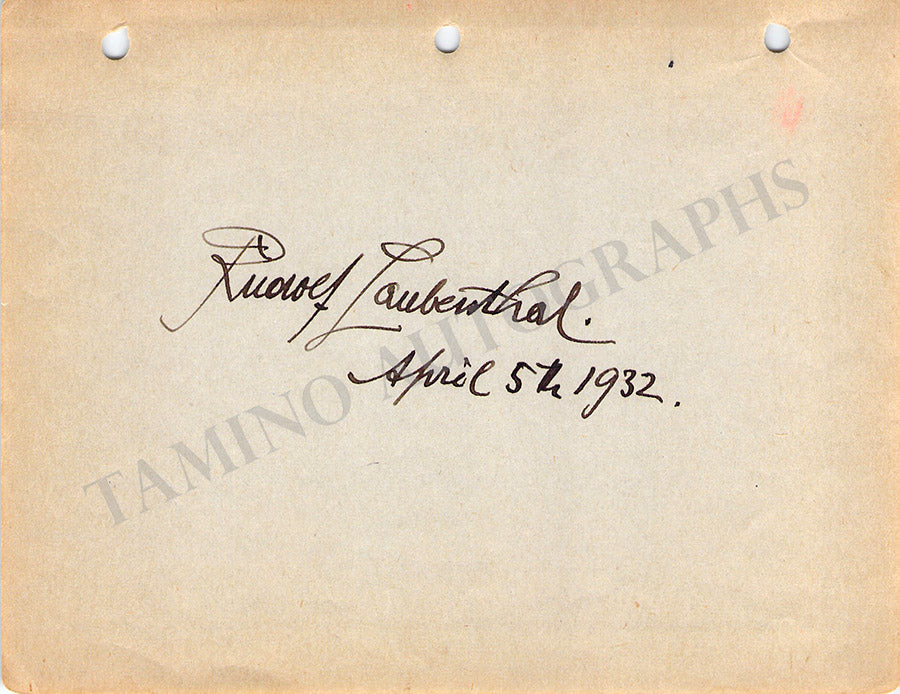 Rudolf Laubenthal.
April 5th 1932.
TAMINO AUTOGRAPHS